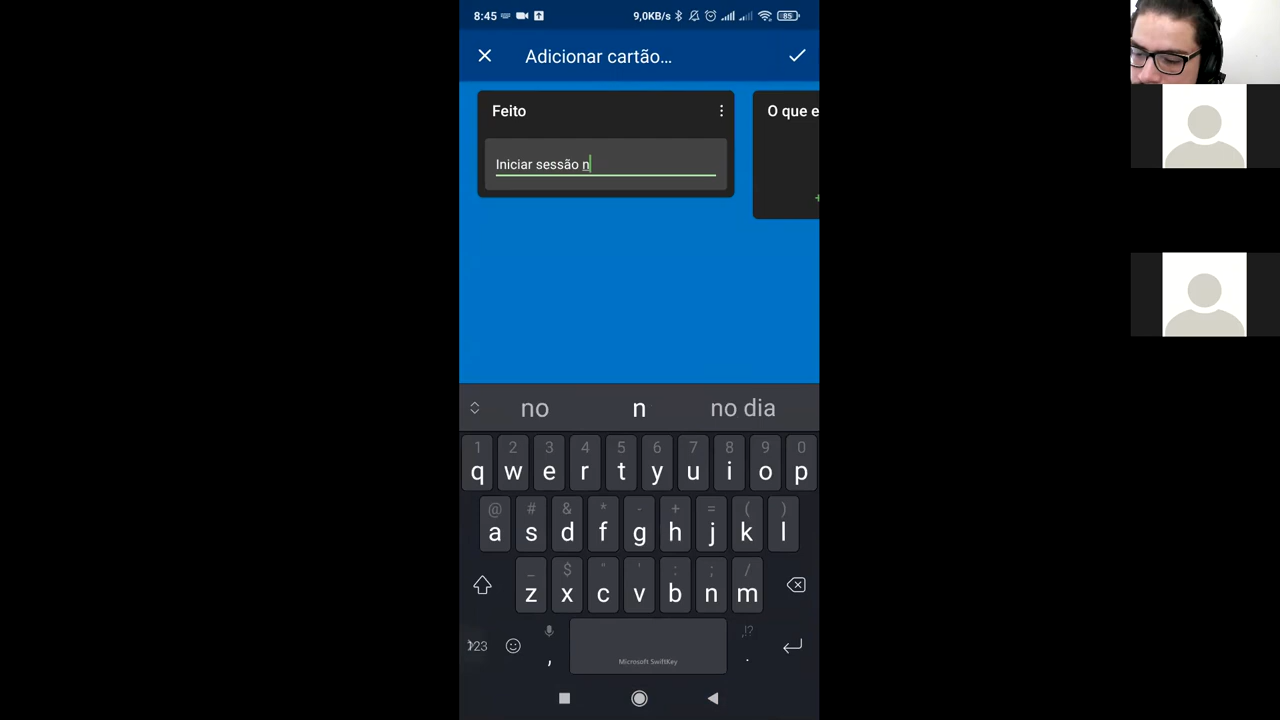 8:45 9,0KB/s 85
Adicionar cartão…
Feito
O que e
Iniciar sessão n
no n no dia
1 2 3 4 5 6 7 8 9 0
q w e r t y u i o p
@ # & * - + = ( )
a s d f g h j k l
_ $ " ' : ; /
z x c v b n m
,!?
123 , .
Microsoft SwiftKey